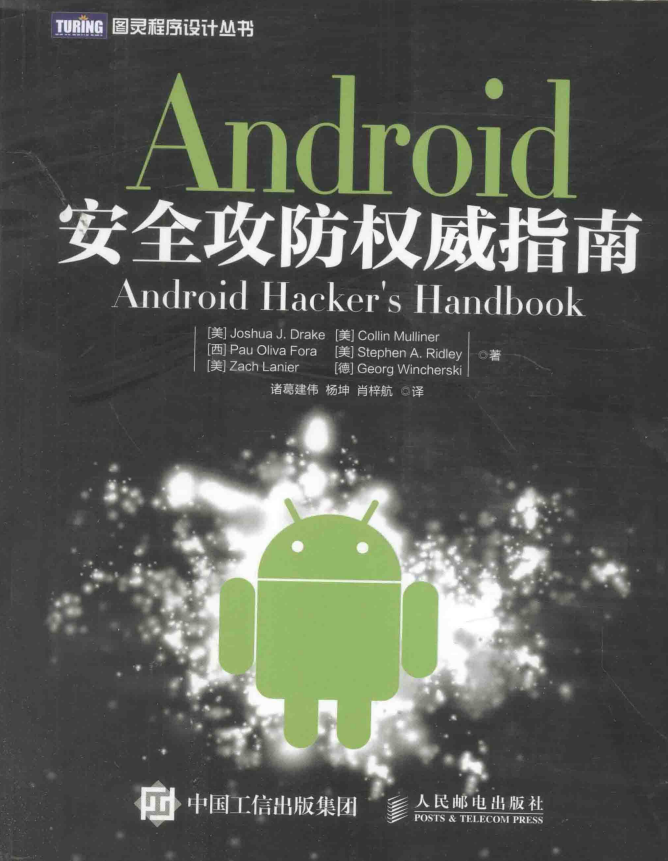 TURING 图灵程序设计丛书
Android
安全攻防权威指南
Android Hacker's Handbook
[美] Joshua J. Drake [美] Collin Mulliner
[西] Pau Oliva Fora [美] Stephen A. Ridley ◎著
[美] Zach Lanier [德] Georg Wincherski
诸葛建伟 杨坤 肖梓航 ◎译
中国工信出版集团 人民邮电出版社
POSTS & TELECOM PRESS